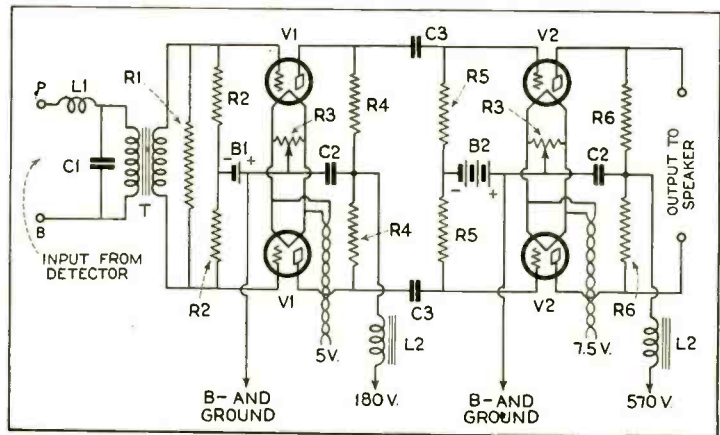 V1
C3
V2
P
L1
R1
R2
R4
R5
R6
R3
R3
C1
B1
- +
C2
B2
- +
C2
T
B
R4
R5
INPUT FROM
DETECTOR
R2
V1
C3
V2
R6
OUTPUT TO
SPEAKER
5V.
L2
7.5 V.
L2
B- AND
GROUND
180 V.
B- AND
GROUND
570 V.